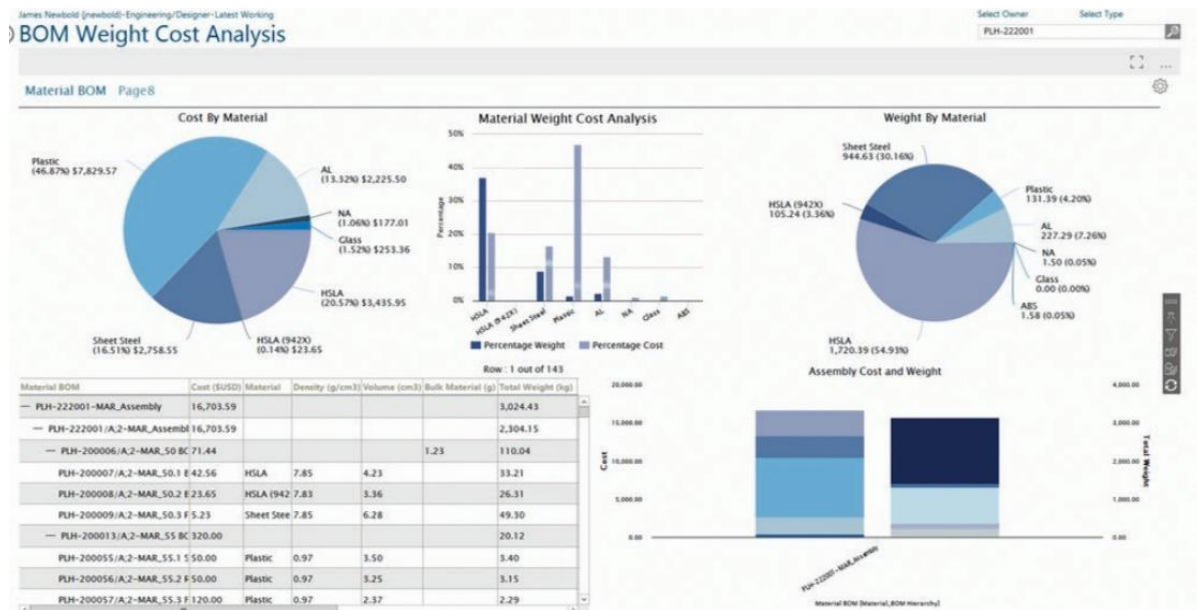 James Newbold (newbold)-Engineering/Designer-Latest Working
BOM Weight Cost Analysis
Select Owner
Select Type
PLH-222001
...
Material BOM Page8
Cost By Material
Plastic
(46.87%) $7,829.57
AL
(13.32%) $2,225.50
NA
(1.06%) $177.01
Glass
(1.52%) $253.36
HSLA
(20.57%) $3,435.95
HSLA (942X)
(0.14%) $23.65
Sheet Steel
(16.51%) $2,758.55
Material Weight Cost Analysis
Percentage
50%
40%
30%
20%
10%
0%
HSLA
HSLA (942X)
Sheet Steel
Plastic
AL
NA
Glass
ABS
Percentage Weight Percentage Cost
Weight By Material
Sheet Steel
944.63 (30.16%)
Plastic
131.39 (4.20%)
HSLA (942X)
105.24 (3.36%)
AL
227.29 (7.26%)
NA
1.50 (0.05%)
Glass
0.00 (0.00%)
ABS
1.58 (0.05%)
HSLA
1,720.39 (54.93%)
Row : 1 out of 143
Material BOM Cost ($USD) Material Density (g/cm3) Volume (cm3) Bulk Material (g) Total Weight (kg)
— PLH-222001-MAR_Assembly 16,703.59 3,024.43
— PLH-222001/A;2-MAR_Assembl 16,703.59 2,304.15
— PLH-200006/A;2-MAR_50 BC 71.44 1.23 110.04
PLH-200007/A;2-MAR_50.1 E 42.56 HSLA 7.85 4.23 33.21
PLH-200008/A;2-MAR_50.2 E 23.65 HSLA (942 7.83 3.36 26.31
PLH-200009/A;2-MAR_50.3 F 5.23 Sheet Stee 7.85 6.28 49.30
— PLH-200013/A;2-MAR_55 BC 320.00 20.12
PLH-200055/A;2-MAR_55.1 S 50.00 Plastic 0.97 3.50 3.40
PLH-200056/A;2-MAR_55.2 F 50.00 Plastic 0.97 3.25 3.15
PLH-200057/A;2-MAR_55.3 F 120.00 Plastic 0.97 2.37 2.29
Assembly Cost and Weight
Cost
20,000.00
15,000.00
10,000.00
5,000.00
0.00
Total Weight
4,000.00
3,000.00
2,000.00
1,000.00
0.00
PLH-222001-MAR_Assembly
Material BOM [Material_BOM Hierarchy]